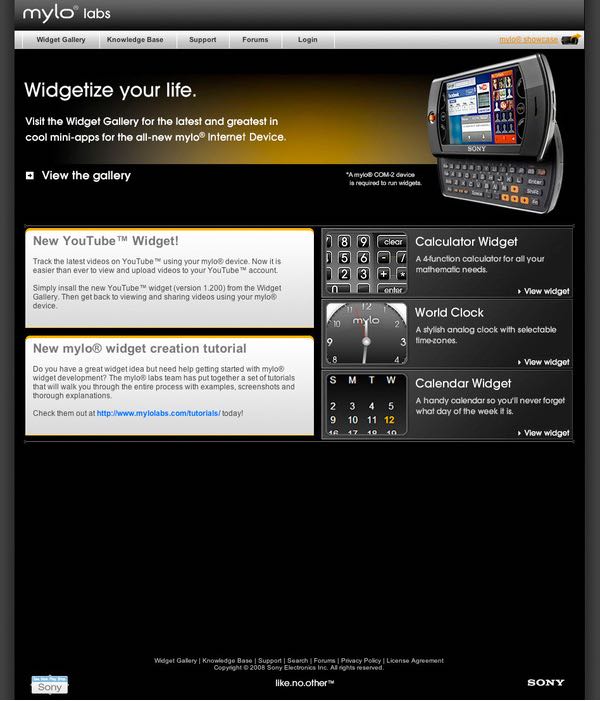 mylo® labs
Widget Gallery
Knowledge Base
Support
Forums
Login
mylo® showcase
Widgetize your life.
Visit the Widget Gallery for the latest and greatest in
cool mini-apps for the all-new mylo® Internet Device.
View the gallery
*A mylo® COM-2 device
is required to run widgets.
SONY
New YouTube™ Widget!
Track the latest videos on YouTube™ using your mylo® device. Now it is
easier than ever to view and upload videos to your YouTube™ account.
Simply insall the new YouTube™ widget (version 1.200) from the Widget
Gallery. Then get back to viewing and sharing videos using your mylo®
device.
New mylo® widget creation tutorial
Do you have a great widget idea but need help getting started with mylo®
widget development? The mylo® labs team has put together a set of tutorials
that will walk you through the entire process with examples, screenshots and
thorough explanations.
Check them out at http://www.mylolabs.com/tutorials/ today!
8 9 clear
5 6 - /
2 3 + *
0 . enter
Calculator Widget
A 4-function calculator for all your
mathematic needs.
View widget
10 11 12 1 2
mylo
9 3
8 4
World Clock
A stylish analog clock with selectable
time-zones.
View widget
S M T W
2 3 4 5
9 10 11 12
16 17 18 19
Calendar Widget
A handy calendar so you'll never forget
what day of the week it is.
View widget
Widget Gallery | Knowledge Base | Support | Search | Forums | Privacy Policy | License Agreement
Copyright © 2008 Sony Electronics Inc. All rights reserved.
Sony
like.no.other™
SONY